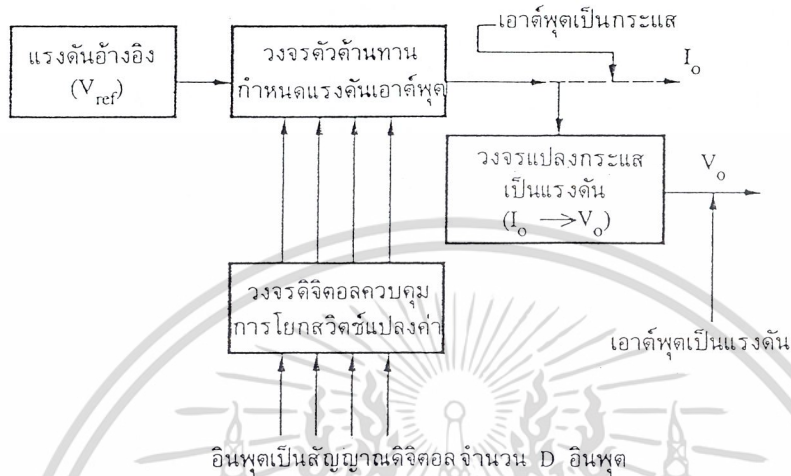 เอาต์พุตเป็นกระแส
แรงดันอ้างอิง
(V_ref)
วงจรตัวต้านทาน
กำหนดแรงดันเอาต์พุต
I_o
วงจรแปลงกระแส
เป็นแรงดัน
(I_o → V_o)
V_o
วงจรดิจิตอลควบคุม
การโยกสวิตช์แปลงค่า
เอาต์พุตเป็นแรงดัน
อินพุตเป็นสัญญาณดิจิตอล จำนวน D อินพุต